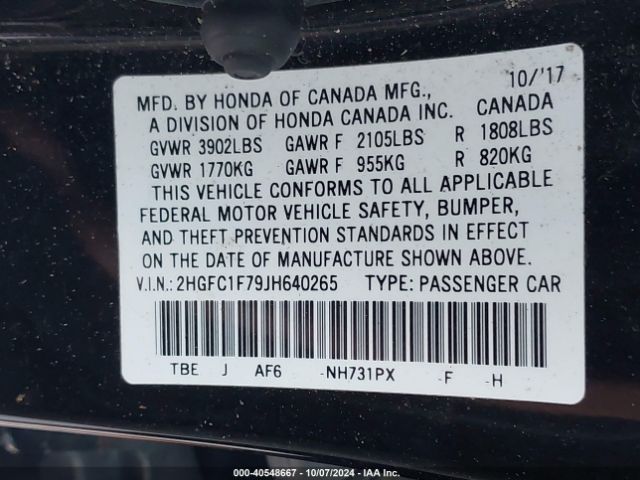 10/'17
MFD. BY HONDA OF CANADA MFG.,
A DIVISION OF HONDA CANADA INC. CANADA
GVWR 3902LBS GAWR F 2105LBS R 1808LBS
GVWR 1770KG GAWR F 955KG R 820KG
THIS VEHICLE CONFORMS TO ALL APPLICABLE
FEDERAL MOTOR VEHICLE SAFETY, BUMPER,
AND THEFT PREVENTION STANDARDS IN EFFECT
ON THE DATE OF MANUFACTURE SHOWN ABOVE.
V.I.N.: 2HGFC1F79JH640265 TYPE: PASSENGER CAR
TBE J AF6 -NH731PX -F -H
000-40548667 - 10/07/2024 - IAA Inc.